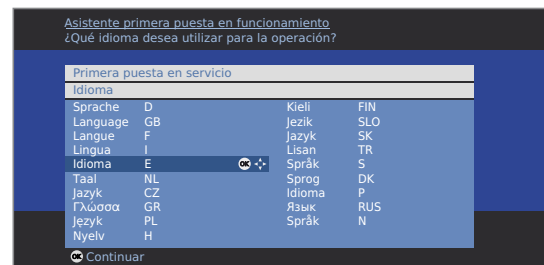 Asistente primera puesta en funcionamiento
¿Qué idioma desea utilizar para la operación?
Primera puesta en servicio
Idioma
Sprache D
Language GB
Langue F
Lingua I
Idioma E OK
Taal NL
Jazyk CZ
Γλώσσα GR
Język PL
Nyelv H
Kieli FIN
Jezik SLO
Jazyk SK
Lisan TR
Språk S
Sprog DK
Idioma P
Язык RUS
Språk N
OK Continuar